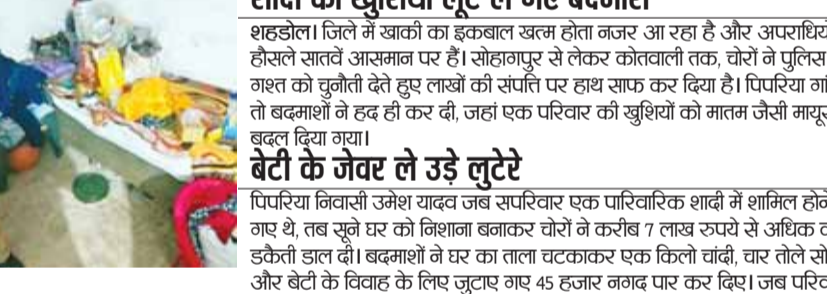 शादी की खुशियां लूट ले गए बदमाश
शहडोल। जिले में खाकी का इकबाल खत्म होता नजर आ रहा है और अपराधिय
हौसले सातवें आसमान पर हैं। सोहागपुर से लेकर कोतवाली तक, चोरों ने पुलिस
गश्त को चुनौती देते हुए लाखों की संपत्ति पर हाथ साफ कर दिया है। पिपरिया गां
तो बदमाशों ने हद ही कर दी, जहां एक परिवार की खुशियों को मातम जैसी मायूस
बदल दिया गया।
बेटी के जेवर ले उड़े लुटेरे
पिपरिया निवासी उमेश यादव जब सपरिवार एक पारिवारिक शादी में शामिल होने
गए थे, तब सूने घर को निशाना बनाकर चोरों ने करीब 7 लाख रुपये से अधिक क
डकैती डाल दी। बदमाशों ने घर का ताला चटकाकर एक किलो चांदी, चार तोले सो
और बेटी के विवाह के लिए जुटाए गए 45 हजार नगद पार कर दिए। जब परिव